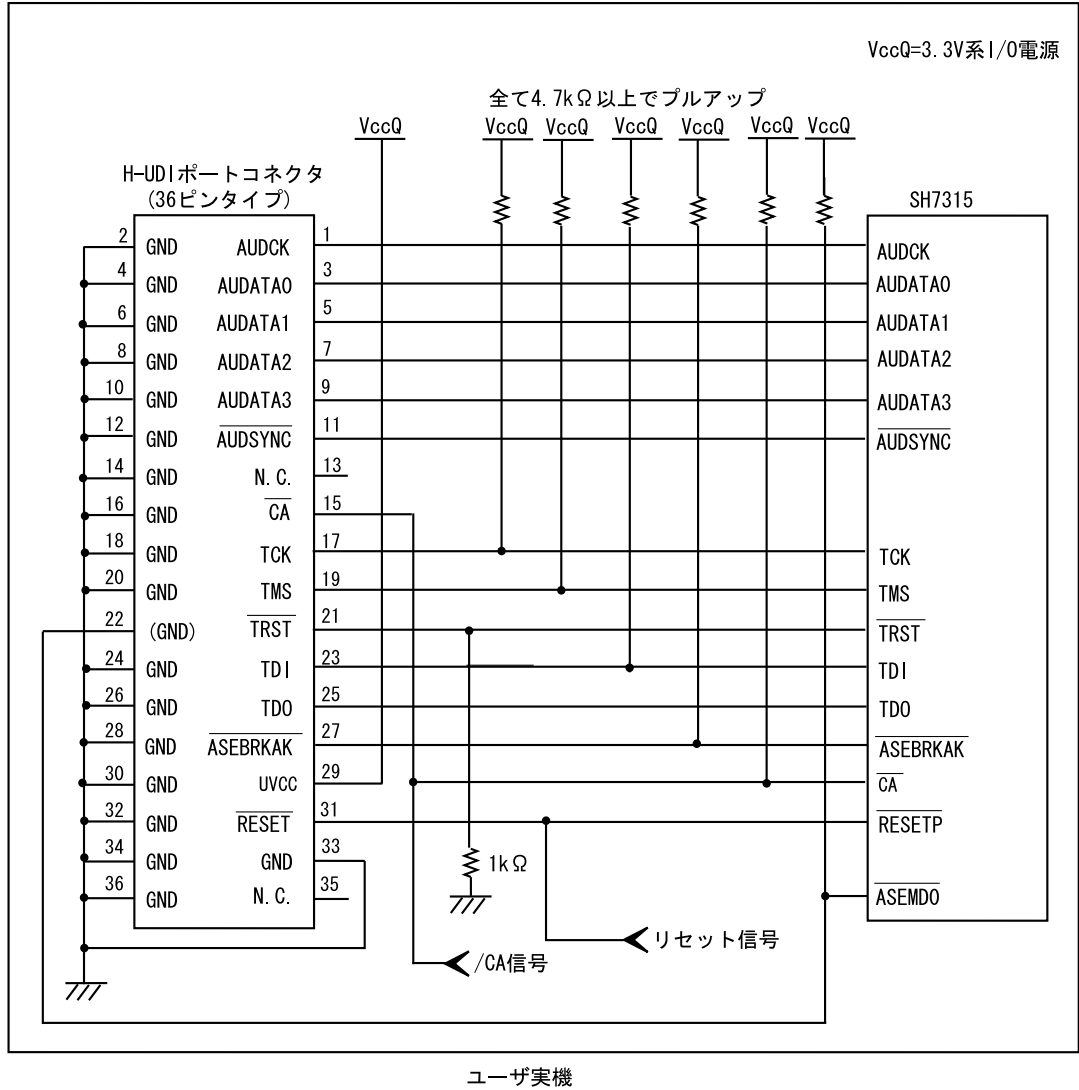 VccQ=3.3V系I/O電源
全て4.7kΩ以上でプルアップ
VccQ VccQ VccQ VccQ VccQ VccQ VccQ
H-UDIポートコネクタ
(36ピンタイプ)
SH7315
2 GND AUDCK 1 AUDCK
4 GND AUDATA0 3 AUDATA0
6 GND AUDATA1 5 AUDATA1
8 GND AUDATA2 7 AUDATA2
10 GND AUDATA3 9 AUDATA3
12 GND AUDSYNC 11 AUDSYNC
14 GND N.C. 13
16 GND CA 15
18 GND TCK 17 TCK
20 GND TMS 19 TMS
22 (GND) TRST 21 TRST
24 GND TDI 23 TDI
26 GND TDO 25 TDO
28 GND ASEBRKAK 27 ASEBRKAK
30 GND UVCC 29 CA
32 GND RESET 31 RESETP
34 GND GND 33
1kΩ
36 GND N.C. 35 ASEMD0
リセット信号
/CA信号
ユーザ実機